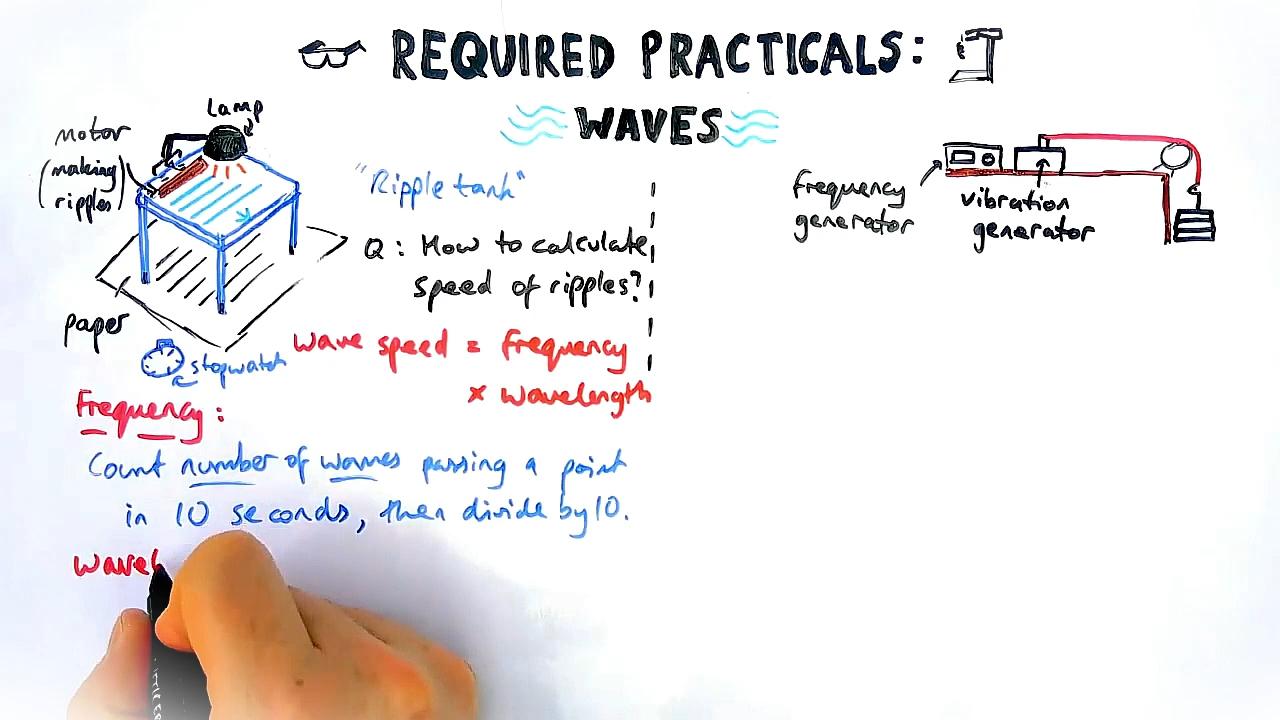 REQUIRED PRACTICALS:
WAVES
lamp
motor
(making
ripples)
paper
stopwatch
"Ripple tank"
Q: How to calculate
speed of ripples?
wave speed = frequency
x wavelength
Frequency:
Count number of waves passing a point
in 10 seconds, then divide by 10.
Wavel
frequency
generator
vibration
generator